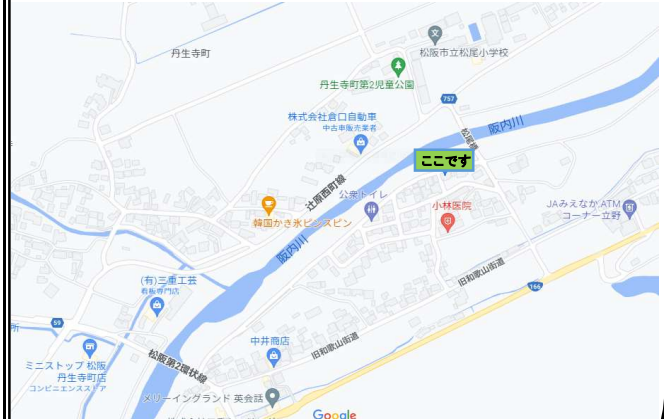 丹生寺町
松阪市立松尾小学校
丹生寺町第2児童公園
757
株式会社倉口自動車
中古車販売業者
松尾橋
阪内川
ここです
辻原西町線
公衆トイレ
小林医院
JAみえなか ATM
コーナー立野
韓国かき氷ピンスピン
阪内川
旧和歌山街道
(有)三重工芸
看板専門店
166
所
59
中井商店
旧和歌山街道
松阪第2環状線
ミニストップ 松阪
丹生寺町店
コンビニエンスストア
メリーイングランド 英会話
Google